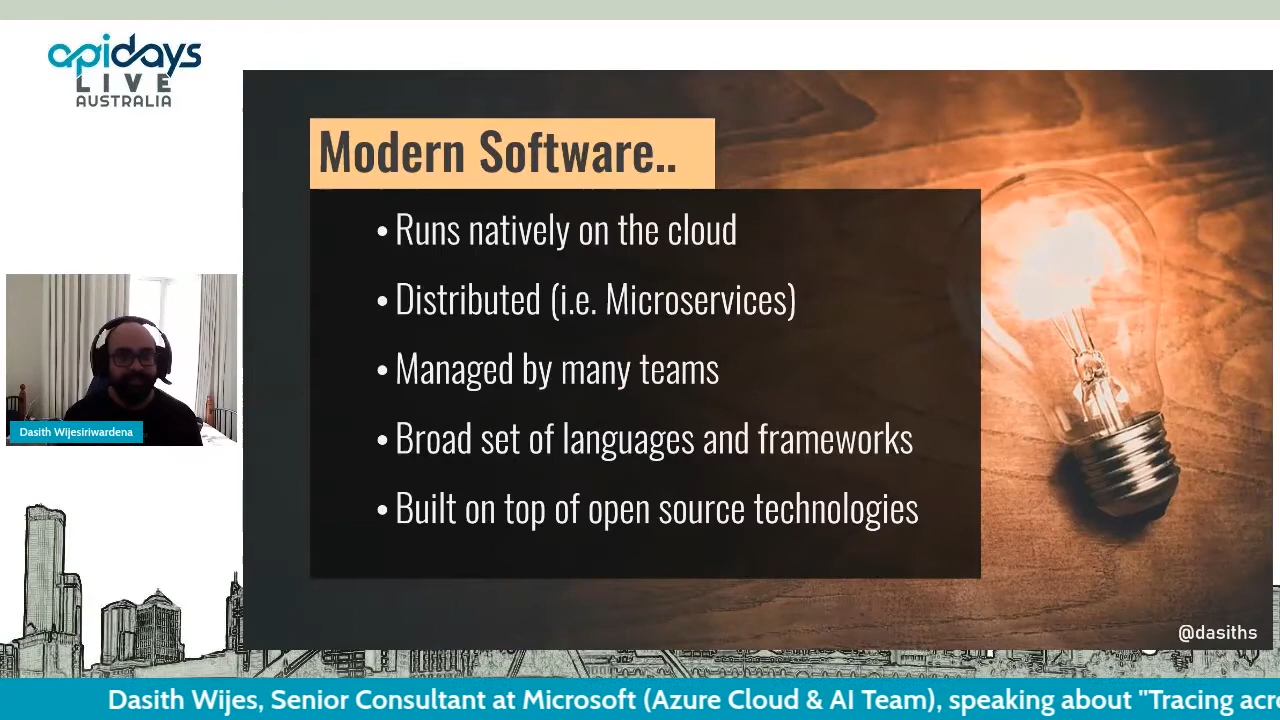 apidays
LIVE
AUSTRALIA
Modern Software..
• Runs natively on the cloud
• Distributed (i.e. Microservices)
• Managed by many teams
• Broad set of languages and frameworks
• Built on top of open source technologies
Dasith Wijesiriwardena
@dasiths
Dasith Wijes, Senior Consultant at Microsoft (Azure Cloud & AI Team), speaking about "Tracing acr